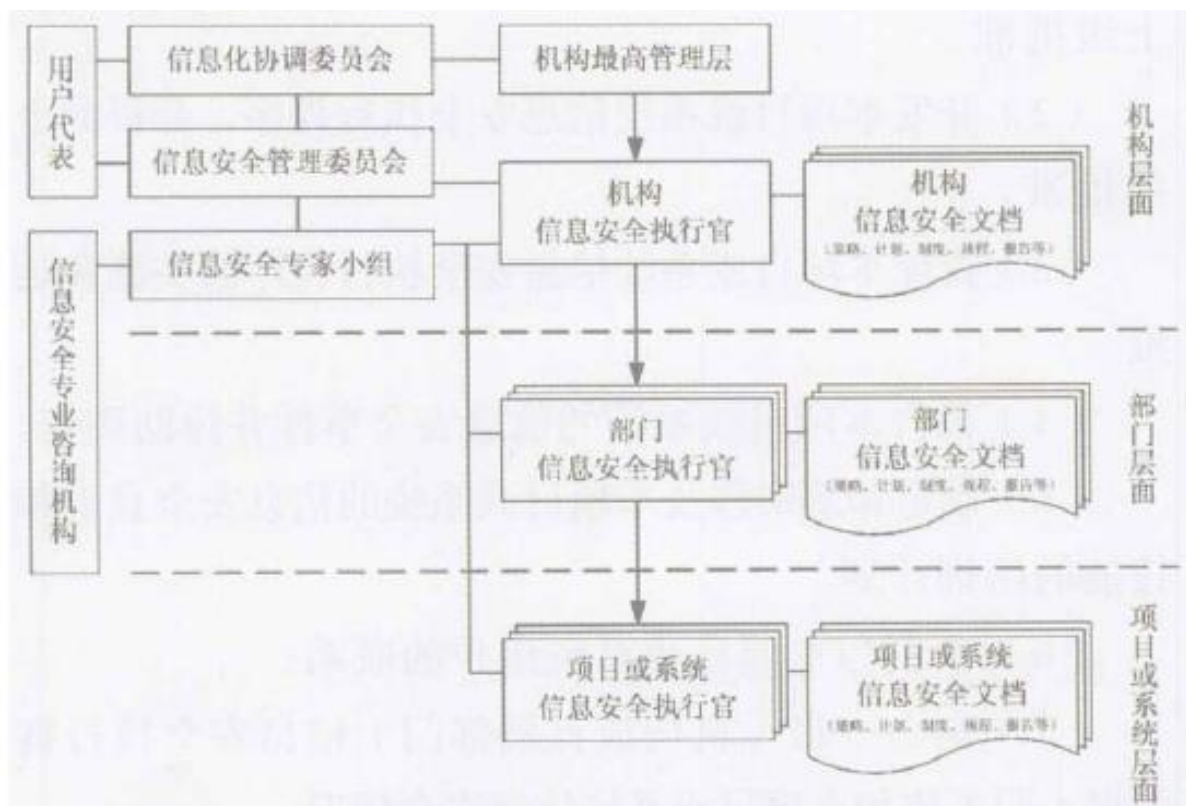 用户代表
信息化协调委员会
机构最高管理层
信息安全管理委员会
机构
信息安全执行官
机构
信息安全文档
(策略、计划、制度、流程、报告等)
机构层面
信息安全专家小组
信息安全专业咨询机构
部门
信息安全执行官
部门
信息安全文档
(策略、计划、制度、流程、报告等)
部门层面
项目或系统
信息安全执行官
项目或系统
信息安全文档
(策略、计划、制度、流程、报告等)
项目或系统层面